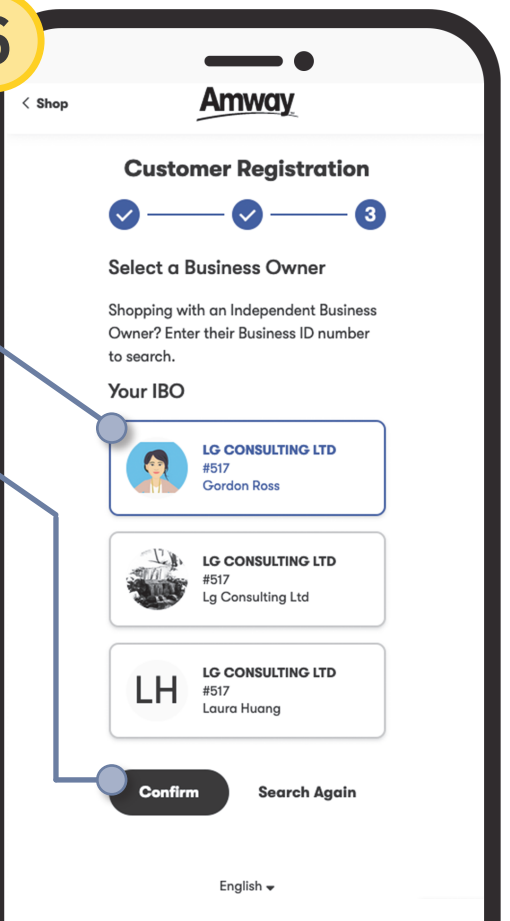 < Shop
Amway
Customer Registration
3
Select a Business Owner
Shopping with an Independent Business
Owner? Enter their Business ID number
to search.
Your IBO
LG CONSULTING LTD
#517
Gordon Ross
LG CONSULTING LTD
#517
Lg Consulting Ltd
LH
LG CONSULTING LTD
#517
Laura Huang
Confirm
Search Again
English